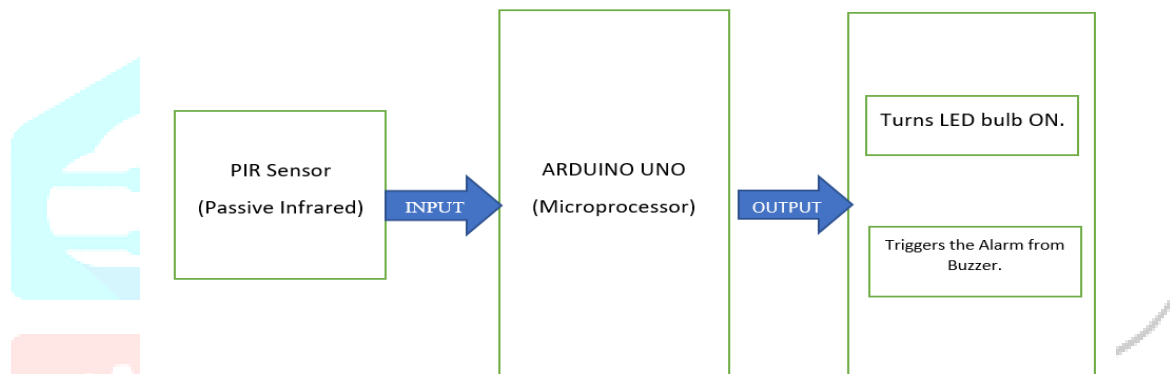 PIR Sensor
(Passive Infrared)
INPUT
ARDUINO UNO
(Microprocessor)
OUTPUT
Turns LED bulb ON.
Triggers the Alarm from
Buzzer.